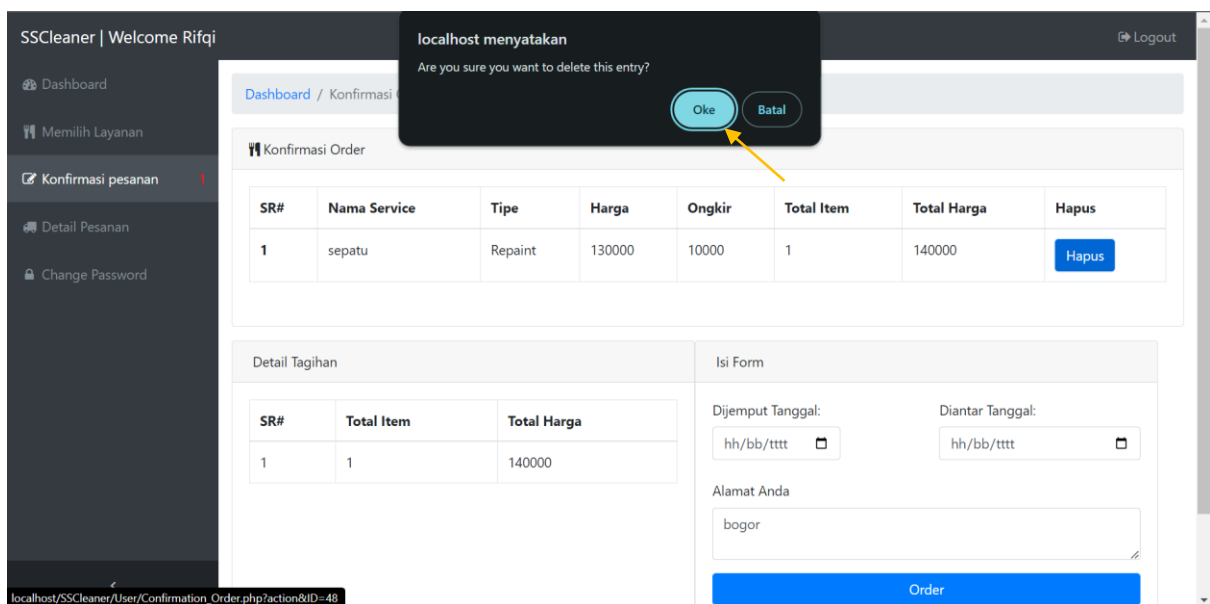 SSCleaner | Welcome Rifqi
Logout
localhost menyatakan
Are you sure you want to delete this entry?
Oke
Batal
Dashboard
Memilih Layanan
Konfirmasi pesanan 1
Detail Pesanan
Change Password
Dashboard / Konfirmasi
Konfirmasi Order
SR# Nama Service Tipe Harga Ongkir Total Item Total Harga Hapus
1 sepatu Repaint 130000 10000 1 140000 Hapus
Detail Tagihan
SR# Total Item Total Harga
1 1 140000
Isi Form
Dijemput Tanggal: Diantar Tanggal:
hh/bb/tttt hh/bb/tttt
Alamat Anda
bogor
Order
localhost/SSCleaner/User/Confirmation_Order.php?action&ID=48